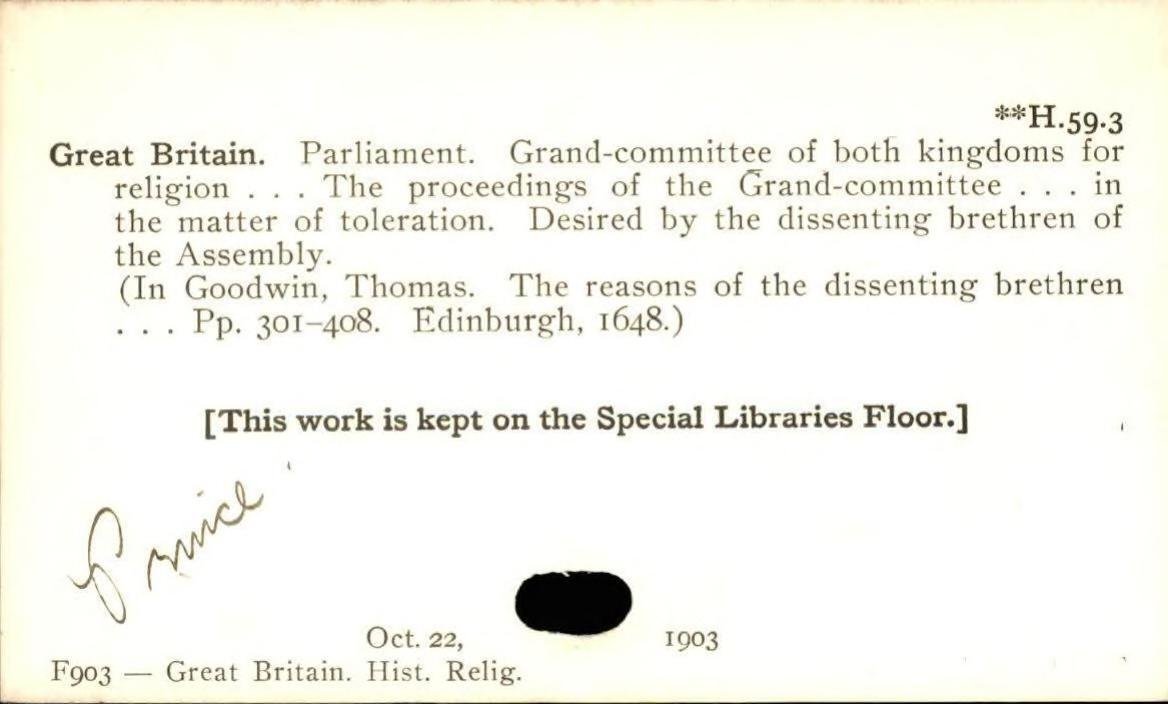 **H.59.3
Great Britain. Parliament. Grand-committee of both kingdoms for
religion . . . The proceedings of the Grand-committee . . . in
the matter of toleration. Desired by the dissenting brethren of
the Assembly.
(In Goodwin, Thomas. The reasons of the dissenting brethren
. . . Pp. 301–408. Edinburgh, 1648.)
[This work is kept on the Special Libraries Floor.]
Prince
Oct. 22, 1903
F903 — Great Britain. Hist. Relig.